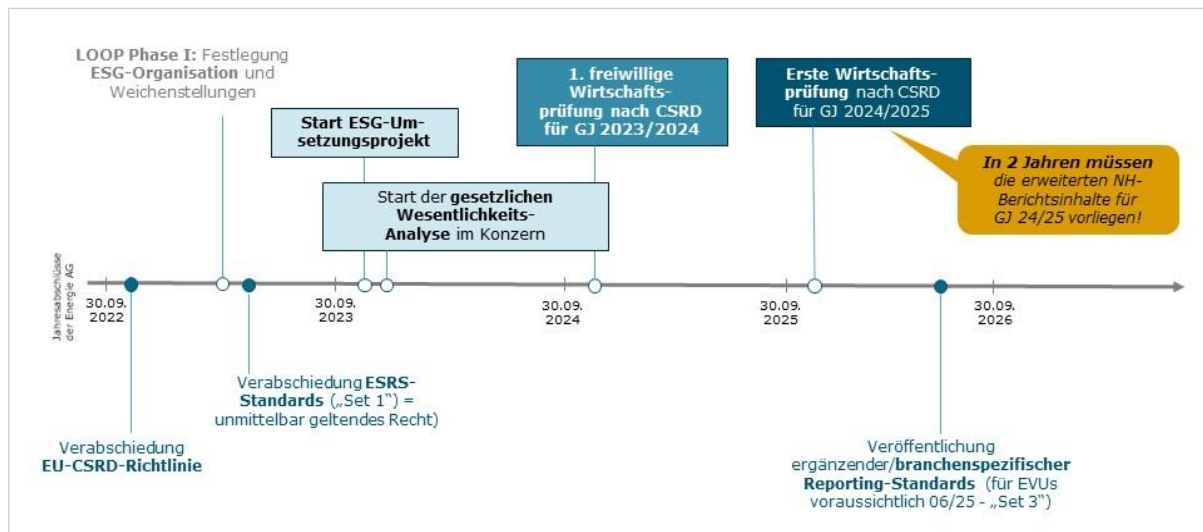 LOOP Phase I: Festlegung
ESG-Organisation und
Weichenstellungen
Start ESG-Um-
setzungsprojekt
Start der gesetzlichen
Wesentlichkeits-
Analyse im Konzern
1. freiwillige
Wirtschafts-
prüfung nach CSRD
für GJ 2023/2024
Erste Wirtschafts-
prüfung nach CSRD
für GJ 2024/2025
In 2 Jahren müssen
die erweiterten NH-
Berichtsinhalte für
GJ 24/25 vorliegen!
Jahresabschlüsse
der Energie AG
30.09.
2022
30.09.
2023
30.09.
2024
30.09.
2025
30.09.
2026
Verabschiedung
EU-CSRD-Richtlinie
Verabschiedung ESRS-
Standards („Set 1“) =
unmittelbar geltendes Recht)
Veröffentlichung
ergänzender/branchenspezifischer
Reporting-Standards (für EVUs
voraussichtlich 06/25 - „Set 3“)